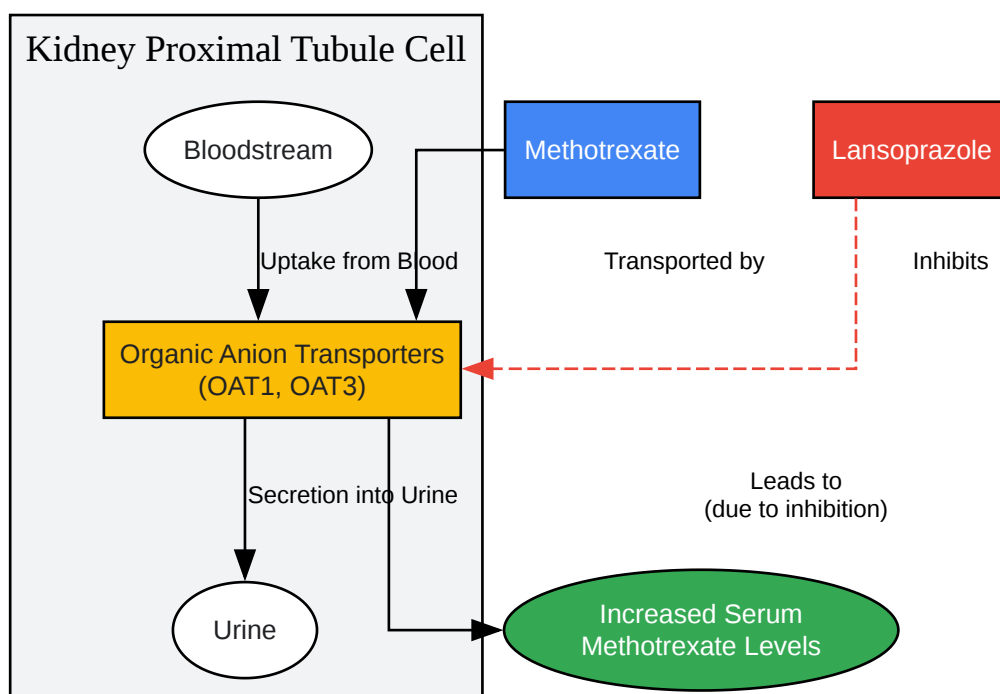 Kidney Proximal Tubule Cell
Bloodstream
Methotrexate
Lansoprazole
Uptake from Blood
Transported by
Inhibits
Organic Anion Transporters
(OAT1, OAT3)
Secretion into Urine
Leads to
(due to inhibition)
Urine
Increased Serum
Methotrexate Levels